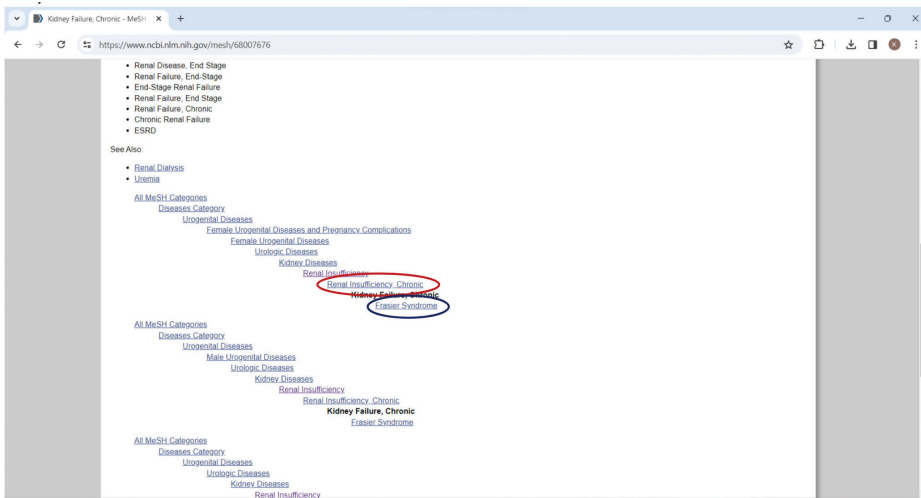 Kidney Failure, Chronic - MeSH
https://www.ncbi.nlm.nih.gov/mesh/68007676
K
Renal Disease, End Stage
Renal Failure, End-Stage
End-Stage Renal Failure
Renal Failure, End Stage
Renal Failure, Chronic
Chronic Renal Failure
ESRD
See Also:
Renal Dialysis
Uremia
All MeSH Categories
Diseases Category
Urogenital Diseases
Female Urogenital Diseases and Pregnancy Complications
Female Urogenital Diseases
Urologic Diseases
Kidney Diseases
Renal Insufficiency
Renal Insufficiency, Chronic
Kidney Failure, Chronic
Frasier Syndrome
All MeSH Categories
Diseases Category
Urogenital Diseases
Male Urogenital Diseases
Urologic Diseases
Kidney Diseases
Renal Insufficiency
Renal Insufficiency, Chronic
Kidney Failure, Chronic
Frasier Syndrome
All MeSH Categories
Diseases Category
Urogenital Diseases
Urologic Diseases
Kidney Diseases
Renal Insufficiency